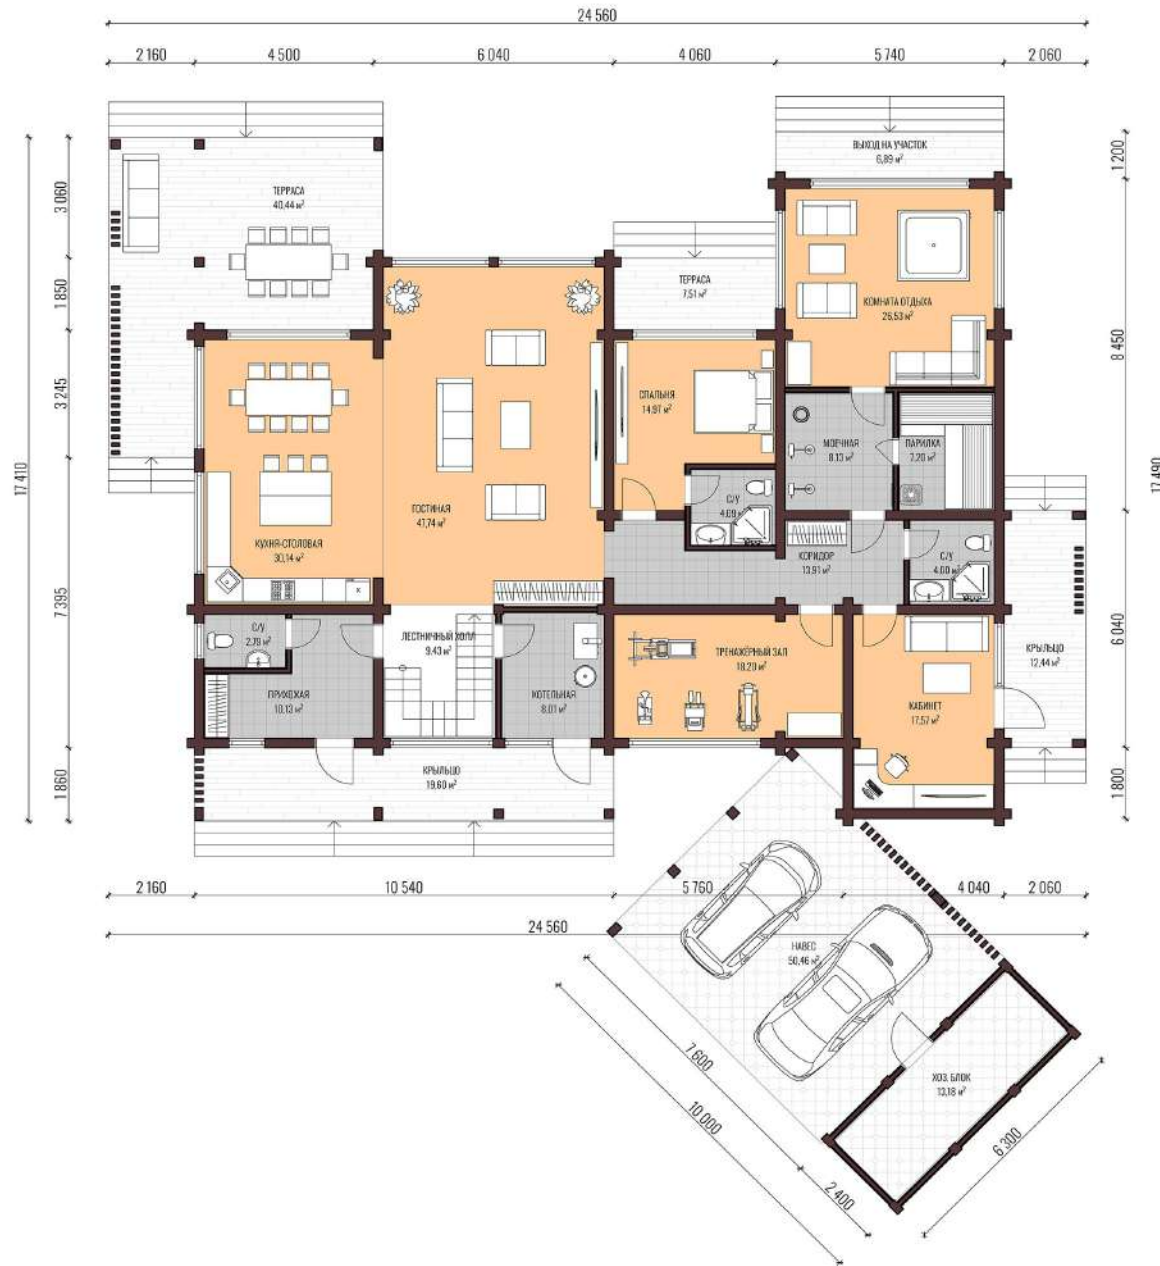 24 560
2 160
4 500
6 040
4 060
5 740
2 060
ВЫХОД НА УЧАСТОК
6,89 м²
1 200
3 060
ТЕРРАСА
40,44 м²
ТЕРРАСА
7,51 м²
1 850
КОМНАТА ОТДЫХА
26,53 м²
8 450
3 245
СПАЛЬНЯ
14,97 м²
МОЕЧНАЯ
8,13 м²
ПАРИЛКА
7,20 м²
17 410
17 490
С/У
4,09 м²
ГОСТИНАЯ
47,74 м²
КУХНЯ-СТОЛОВАЯ
30,14 м²
КОРИДОР
13,91 м²
С/У
4,00 м²
7 395
6 040
С/У
2,79 м²
ЛЕСТНИЧНЫЙ ХОЛЛ
9,43 м²
ТРЕНАЖЁРНЫЙ ЗАЛ
18,20 м²
КРЫЛЬЦО
12,44 м²
ПРИХОЖАЯ
10,13 м²
КОТЕЛЬНАЯ
8,01 м²
КАБИНЕТ
17,57 м²
1 860
КРЫЛЬЦО
19,60 м²
1 800
2 160
10 540
5 760
4 040
2 060
24 560
НАВЕС
50,46 м²
7 600
10 000
ХОЗ. БЛОК
13,18 м²
6 300
2 400